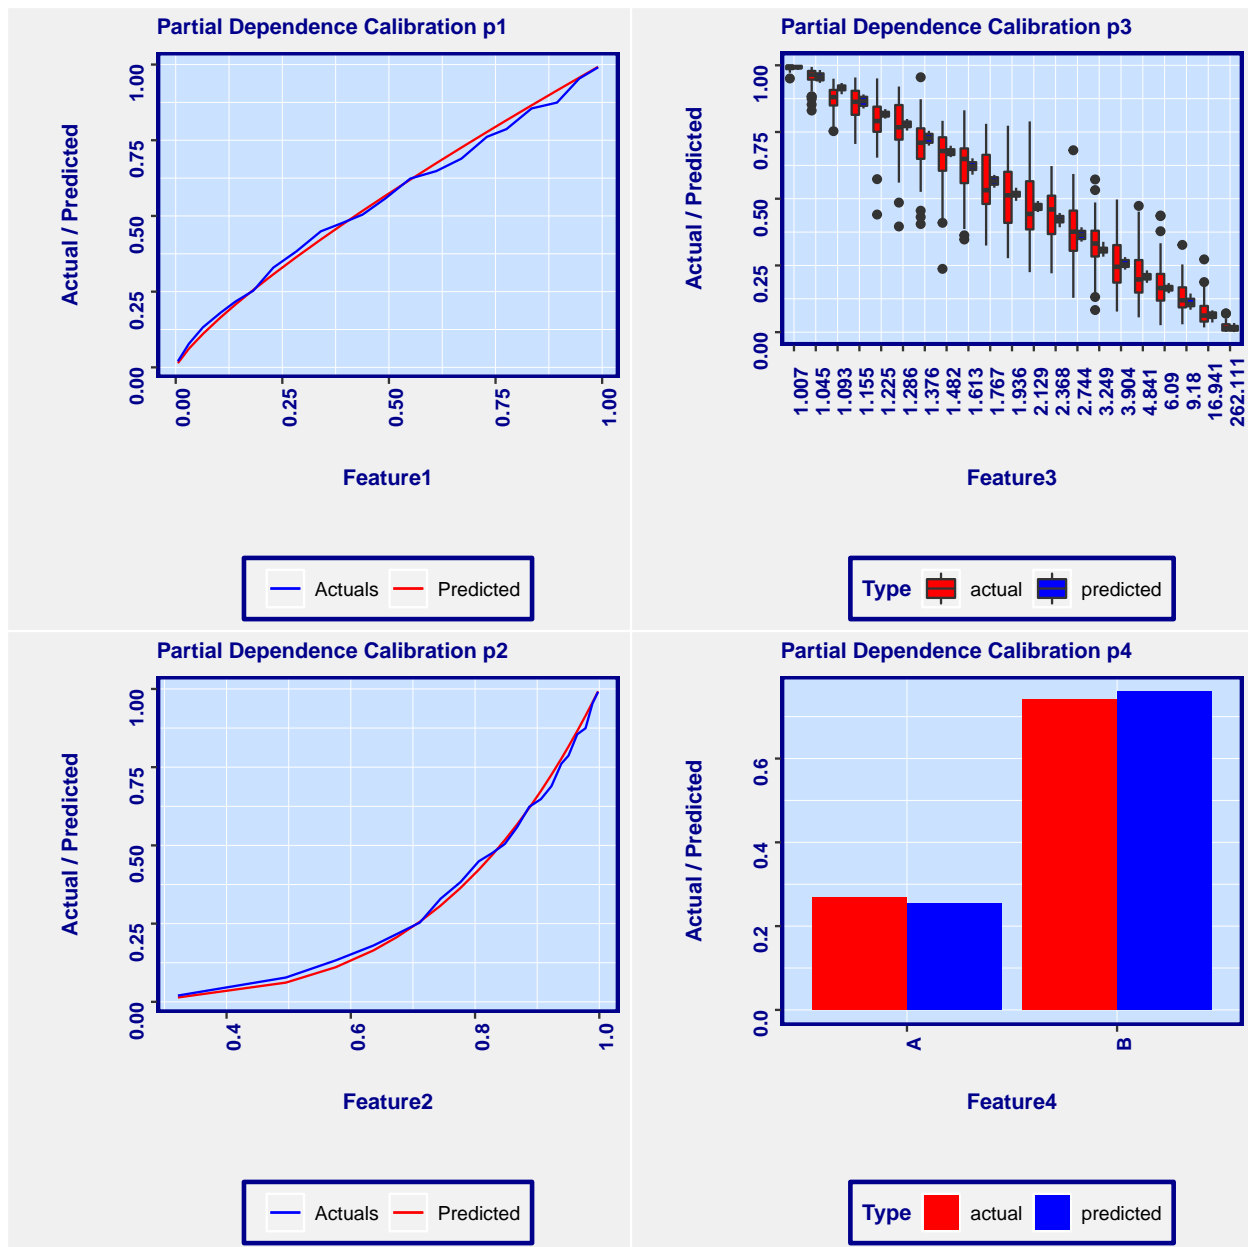 Partial Dependence Calibration p1
Actual / Predicted
1.00
0.75
0.50
0.25
0.00
0.00 0.25 0.50 0.75 1.00
Feature1
Actuals Predicted
Partial Dependence Calibration p3
Actual / Predicted
1.00
0.75
0.50
0.25
0.00
1.007 1.045 1.093 1.155 1.225 1.286 1.376 1.482 1.613 1.767 1.936 2.129 2.368 2.744 3.249 3.904 4.841 6.09 9.18 16.941 262.111
Feature3
Type actual predicted
Partial Dependence Calibration p2
Actual / Predicted
1.00
0.75
0.50
0.25
0.00
0.4 0.6 0.8 1.0
Feature2
Actuals Predicted
Partial Dependence Calibration p4
Actual / Predicted
0.6
0.4
0.2
0.0
A B
Feature4
Type actual predicted